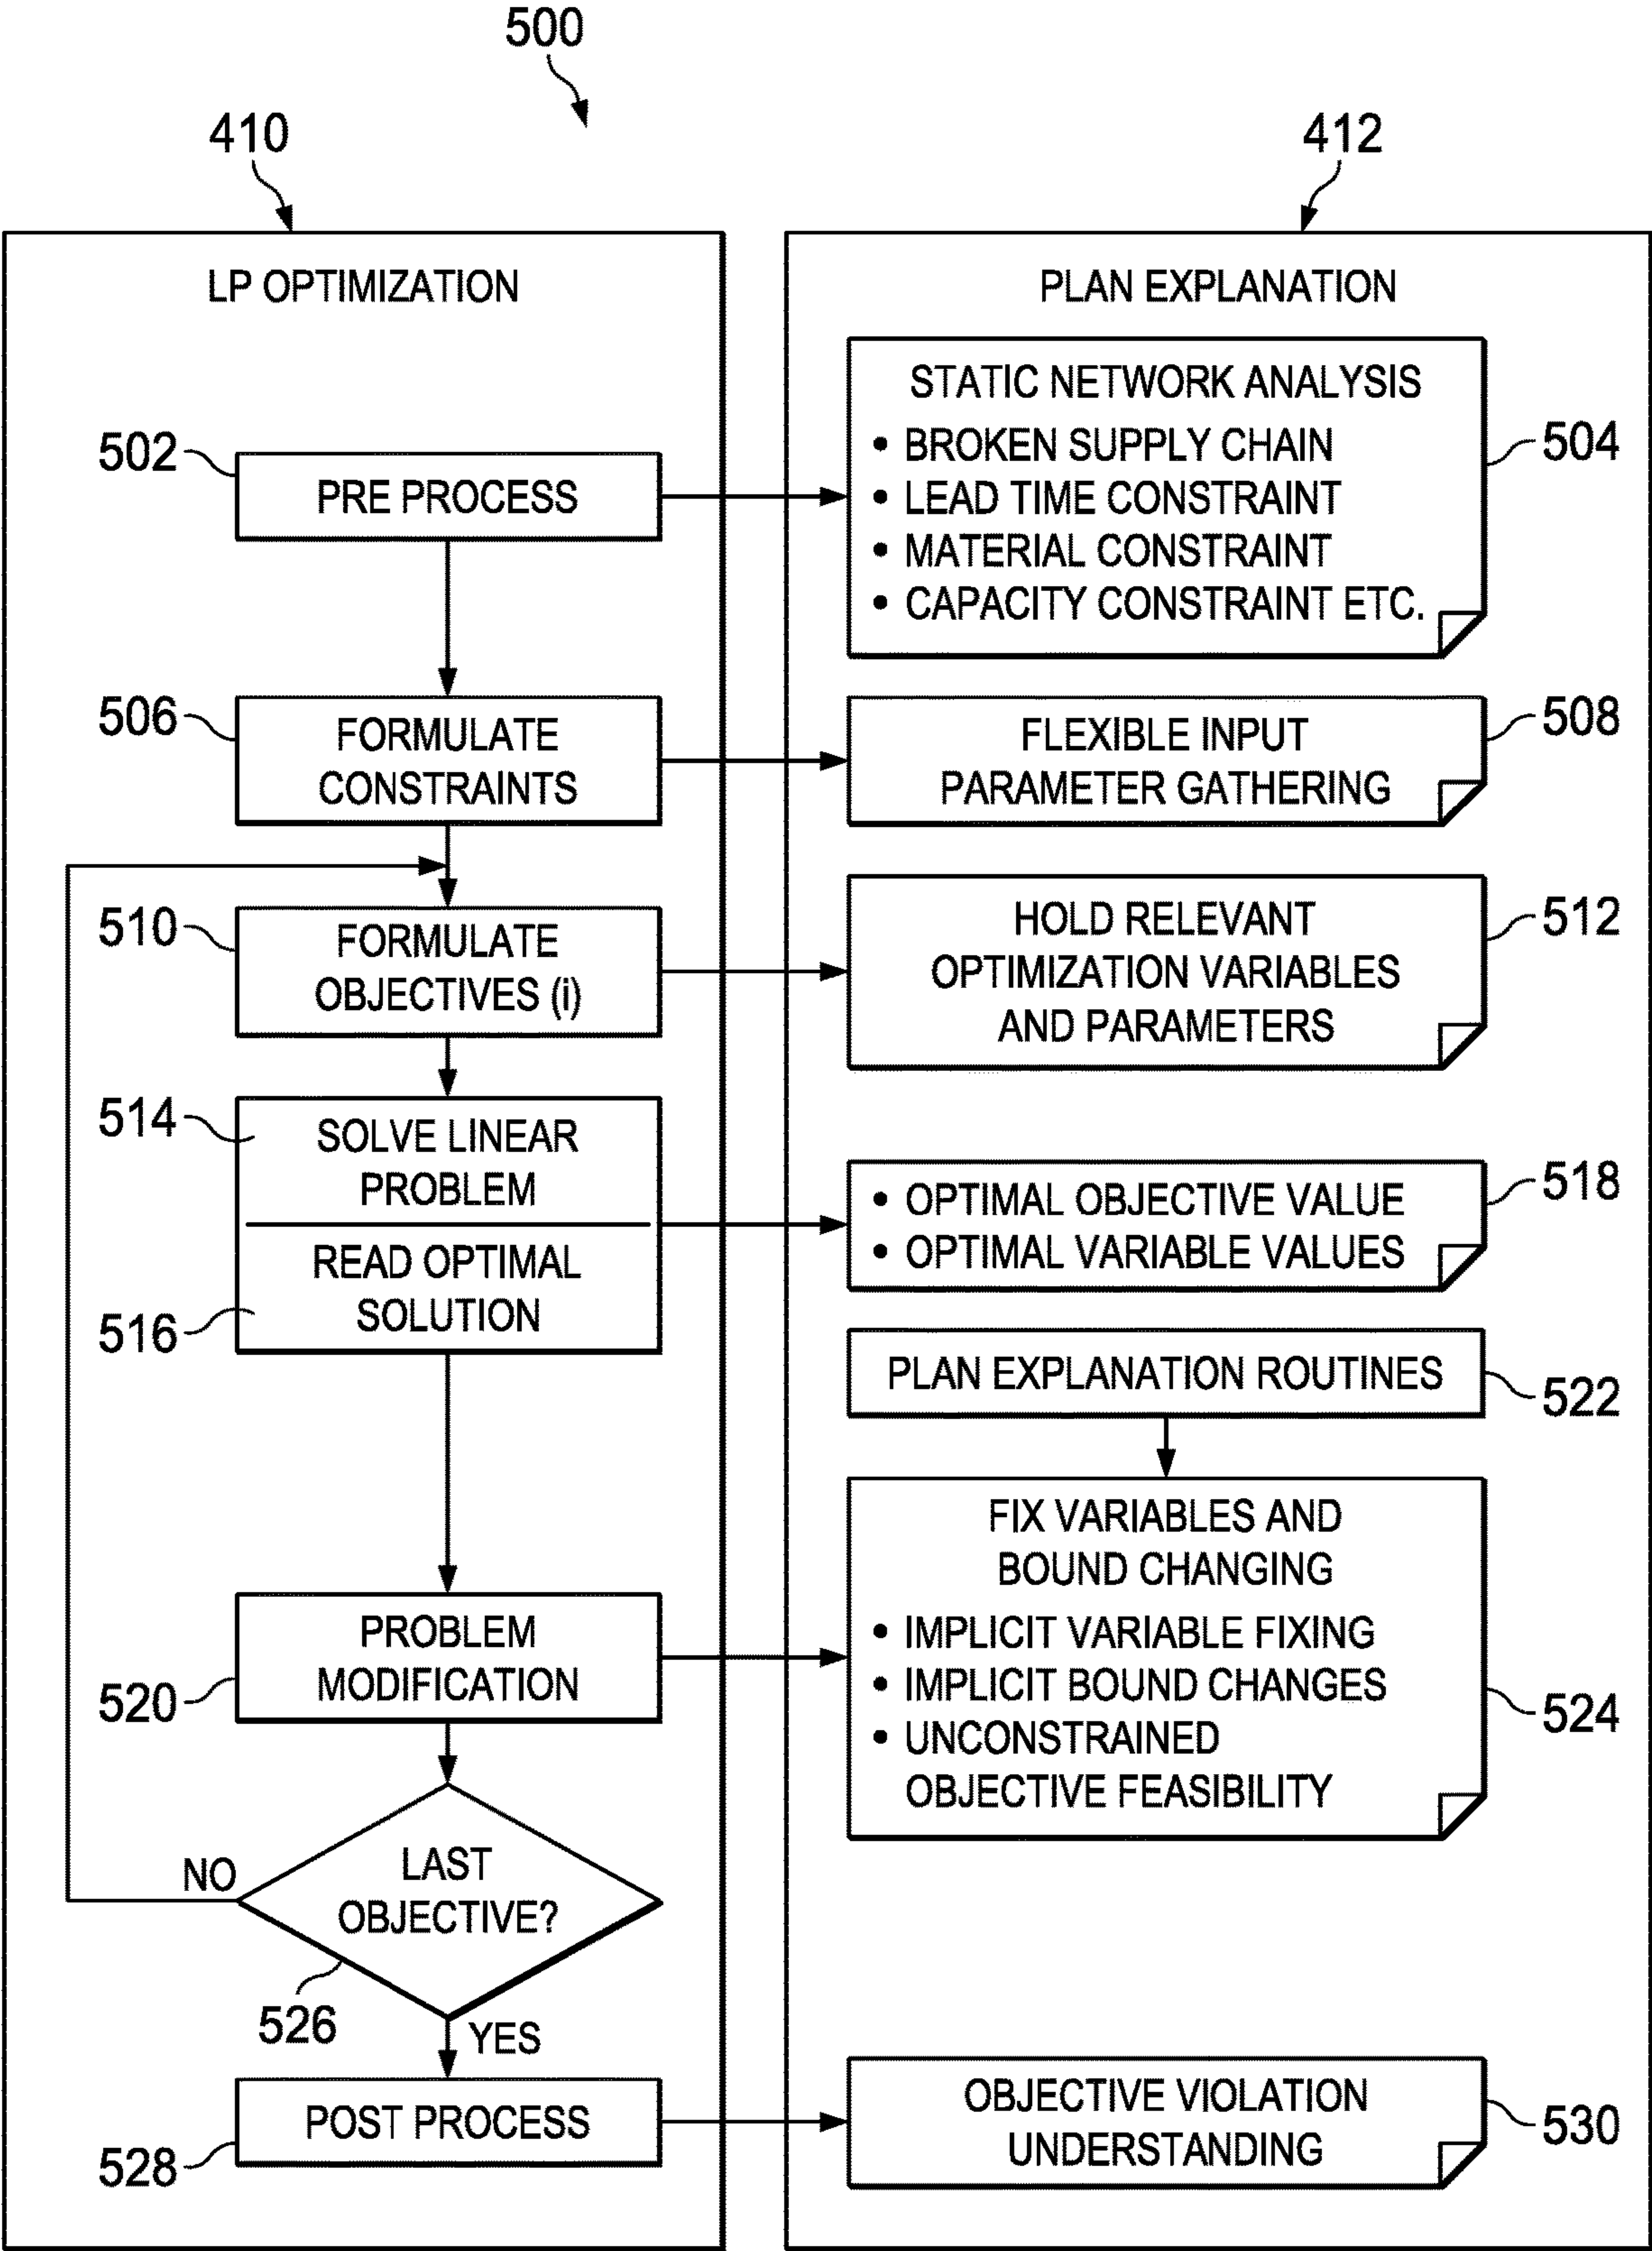 500
410
412
LP OPTIMIZATION
PLAN EXPLANATION
502
PRE PROCESS
STATIC NETWORK ANALYSIS
• BROKEN SUPPLY CHAIN
• LEAD TIME CONSTRAINT
• MATERIAL CONSTRAINT
• CAPACITY CONSTRAINT ETC.
504
506
FORMULATE
CONSTRAINTS
FLEXIBLE INPUT
PARAMETER GATHERING
508
510
FORMULATE
OBJECTIVES (i)
HOLD RELEVANT
OPTIMIZATION VARIABLES
AND PARAMETERS
512
514
SOLVE LINEAR
PROBLEM
READ OPTIMAL
SOLUTION
516
• OPTIMAL OBJECTIVE VALUE
• OPTIMAL VARIABLE VALUES
518
PLAN EXPLANATION ROUTINES
522
PROBLEM
MODIFICATION
520
FIX VARIABLES AND
BOUND CHANGING
• IMPLICIT VARIABLE FIXING
• IMPLICIT BOUND CHANGES
• UNCONSTRAINED
OBJECTIVE FEASIBILITY
524
NO
LAST
OBJECTIVE?
526
YES
POST PROCESS
528
OBJECTIVE VIOLATION
UNDERSTANDING
530